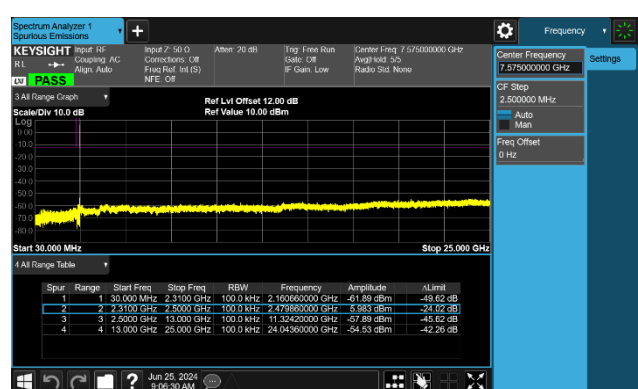 Spectrum Analyzer 1
Spurious Emissions
Frequency
KEYSIGHT Input: RF Input Z: 50 Ω Atten: 20 dB Trig: Free Run Center Freq: 7.575000000 GHz
RL Coupling: AC Corrections: Off Gate: Off Avg|Hold: 5/5
Align: Auto Freq Ref: Int (S) IF Gain: Low Radio Std: None
NFE: Off
LXI PASS
Center Frequency
7.575000000 GHz
Settings
CF Step
2.500000 MHz
Auto
Man
Freq Offset
0 Hz
3 All Range Graph
Ref Lvl Offset 12.00 dB
Scale/Div 10.0 dB Ref Value 10.00 dBm
Log
0.00
-10.0
-20.0
-30.0
-40.0
-50.0
-60.0
-70.0
-80.0
Start 30.000 MHz Stop 25.000 GHz
4 All Range Table
Spur Range Start Freq Stop Freq RBW Frequency Amplitude ΔLimit
1 1 30.000 MHz 2.3100 GHz 100.0 kHz 2.160660000 GHz -61.89 dBm -49.62 dB
2 2 2.3100 GHz 2.5000 GHz 100.0 kHz 2.479860000 GHz 5.983 dBm -24.02 dB
3 3 2.5000 GHz 13.000 GHz 100.0 kHz 11.32420000 GHz -57.89 dBm -45.62 dB
4 4 13.000 GHz 25.000 GHz 100.0 kHz 24.04360000 GHz -54.53 dBm -42.26 dB
Jun 25, 2024
9:06:30 AM